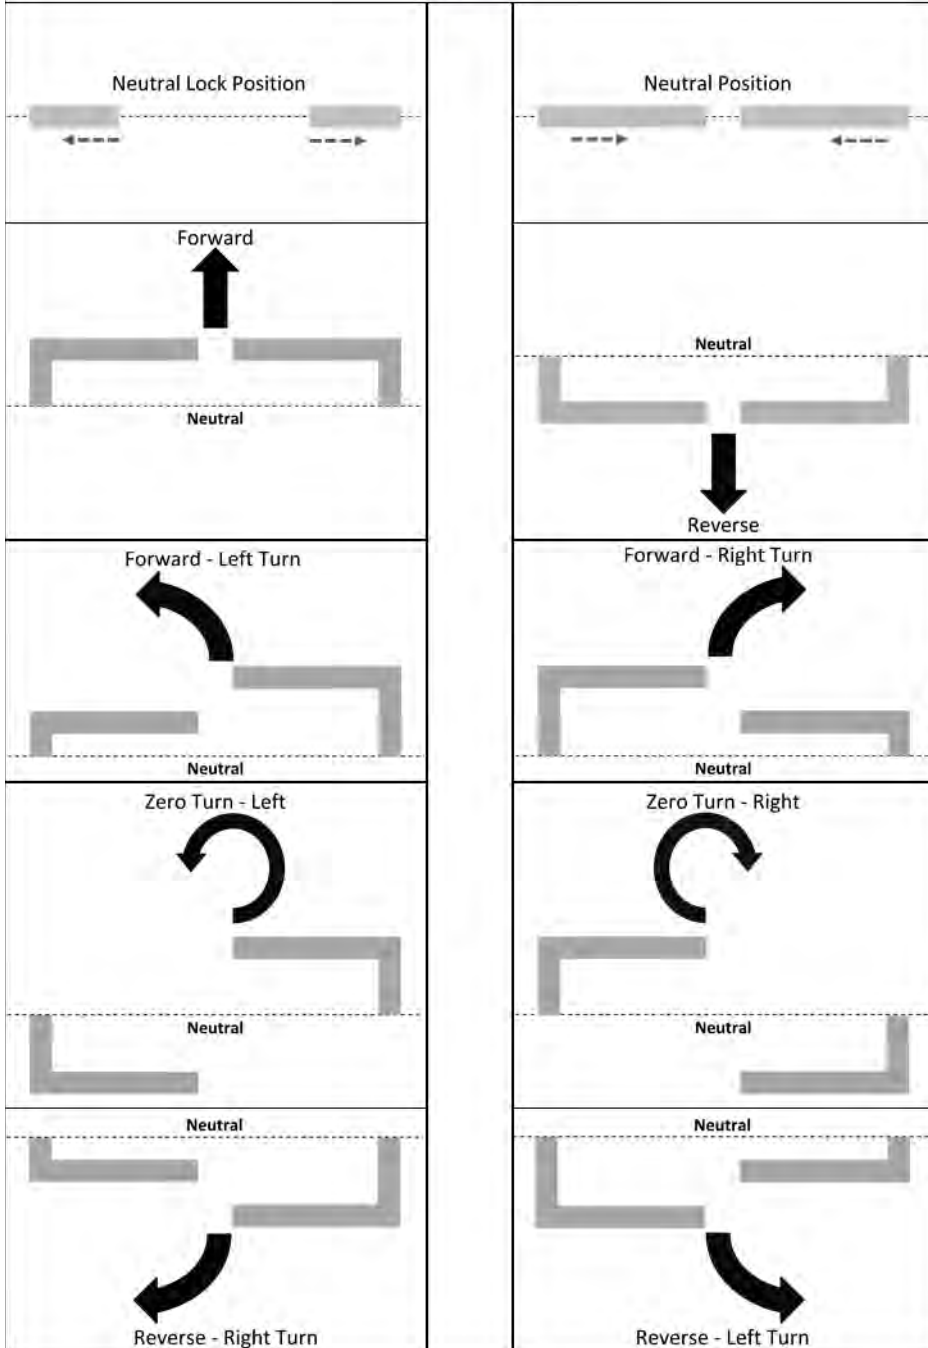 Neutral Lock Position
Neutral Position
Forward
Neutral
Neutral
Reverse
Forward - Left Turn
Neutral
Forward - Right Turn
Neutral
Zero Turn - Left
Neutral
Zero Turn - Right
Neutral
Neutral
Reverse - Right Turn
Neutral
Reverse - Left Turn